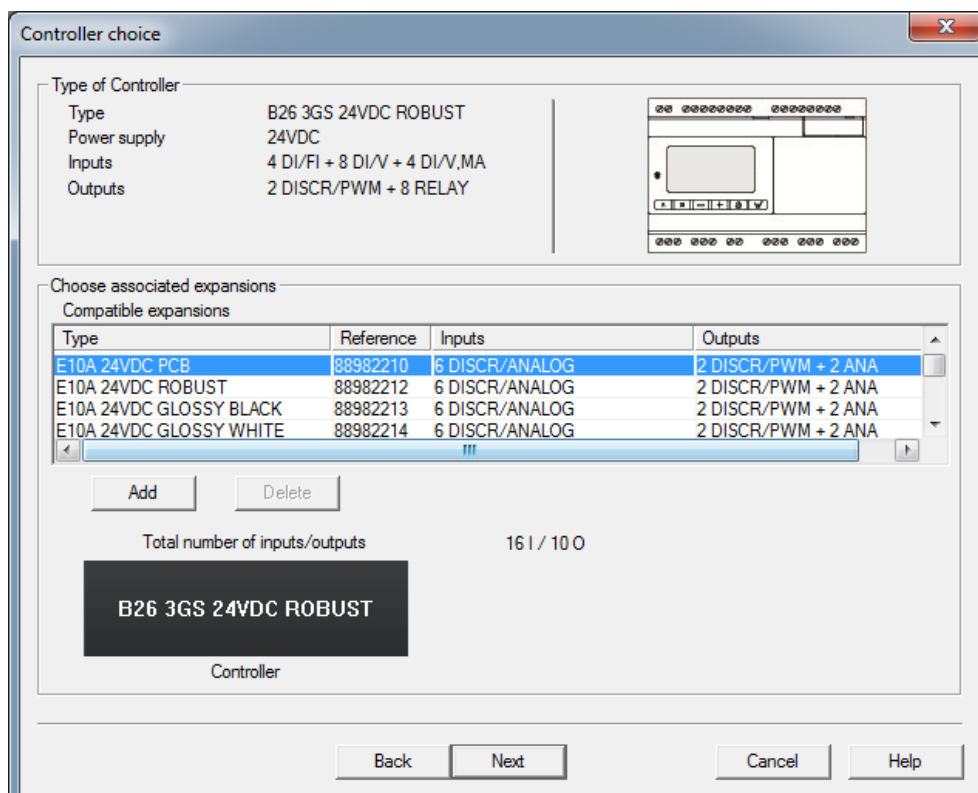 Controller choice
Type of Controller
Type B26 3GS 24VDC ROBUST
Power supply 24VDC
Inputs 4 DI/FI + 8 DI/V + 4 DI/V,MA
Outputs 2 DISCR/PWM + 8 RELAY
Choose associated expansions
Compatible expansions
Type Reference Inputs Outputs
E10A 24VDC PCB 88982210 6 DISCR/ANALOG 2 DISCR/PWM + 2 ANA
E10A 24VDC ROBUST 88982212 6 DISCR/ANALOG 2 DISCR/PWM + 2 ANA
E10A 24VDC GLOSSY BLACK 88982213 6 DISCR/ANALOG 2 DISCR/PWM + 2 ANA
E10A 24VDC GLOSSY WHITE 88982214 6 DISCR/ANALOG 2 DISCR/PWM + 2 ANA
Add Delete
Total number of inputs/outputs 16 I / 10 O
B26 3GS 24VDC ROBUST
Controller
Back Next Cancel Help